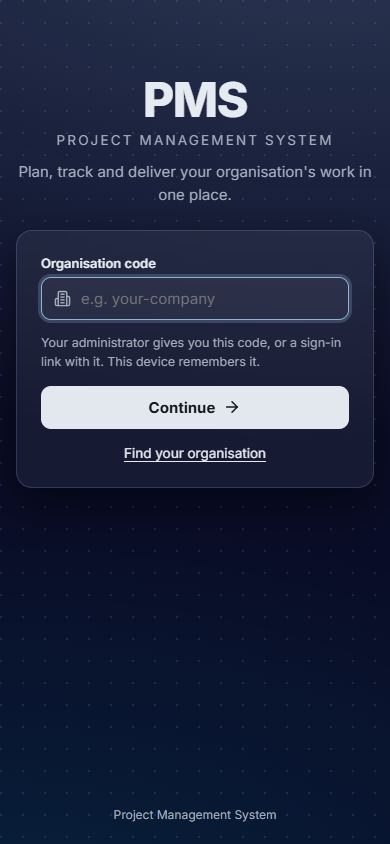 PMS
PROJECT MANAGEMENT SYSTEM
Plan, track and deliver your organisation's work in
one place.
Organisation code
e.g. your-company
Your administrator gives you this code, or a sign-in
link with it. This device remembers it.
Continue
Find your organisation
Project Management System